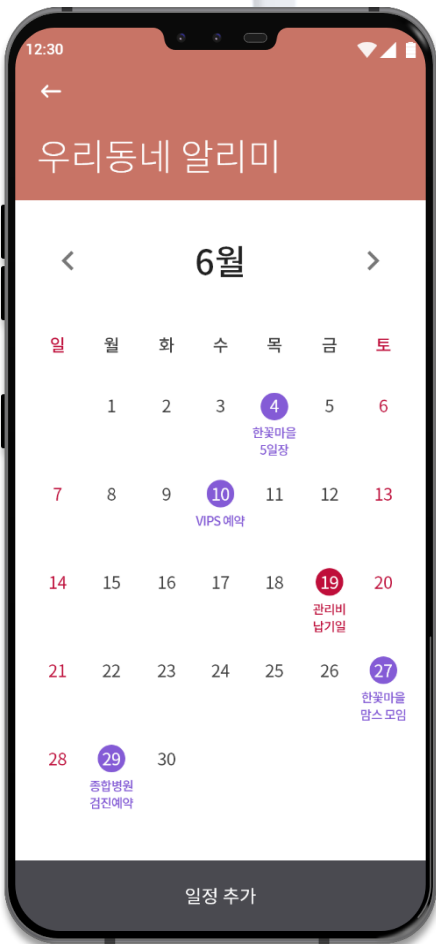 12:30
우리동네 알리미
6월
일 월 화 수 목 금 토
1 2 3 4 5 6
한꽃마을
5일장
7 8 9 10 11 12 13
VIPS 예약
14 15 16 17 18 19 20
관리비
납기일
21 22 23 24 25 26 27
한꽃마을
맘스 모임
28 29 30
종합병원
검진예약
일정 추가